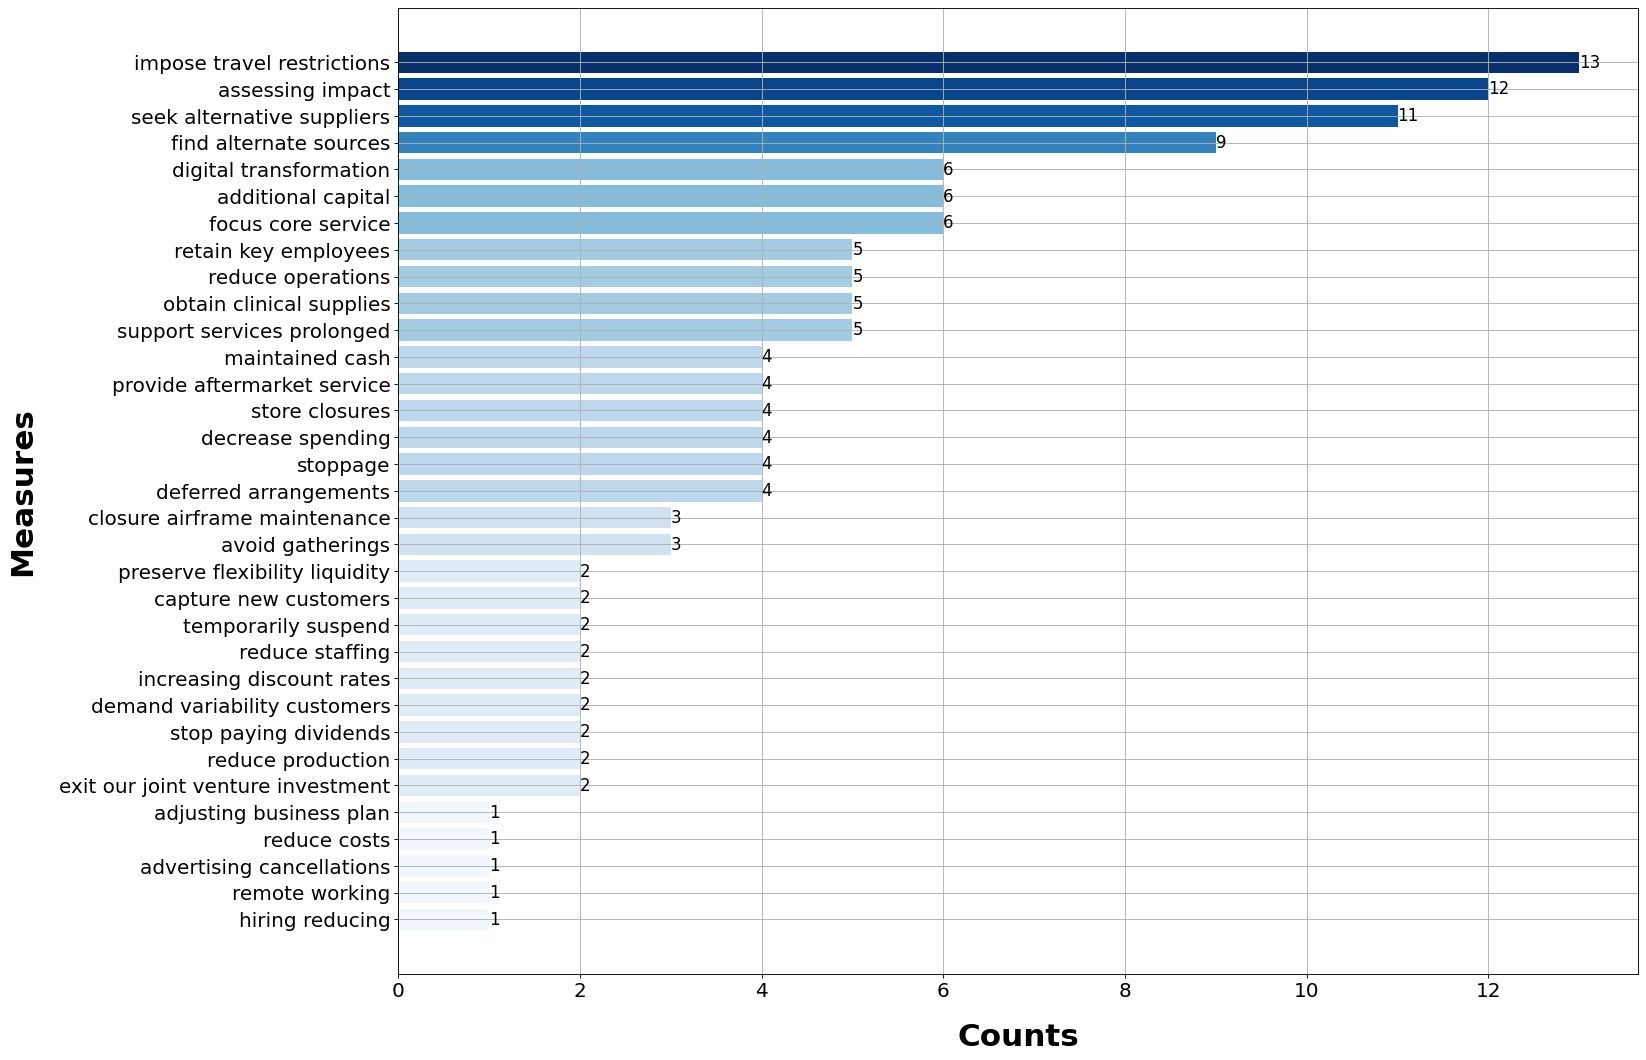 impose travel restrictions 13
assessing impact 12
seek alternative suppliers 11
find alternate sources 9
digital transformation 6
additional capital 6
focus core service 6
retain key employees 5
reduce operations 5
obtain clinical supplies 5
support services prolonged 5
maintained cash 4
provide aftermarket service 4
store closures 4
decrease spending 4
stoppage 4
deferred arrangements 4
closure airframe maintenance 3
avoid gatherings 3
preserve flexibility liquidity 2
capture new customers 2
temporarily suspend 2
reduce staffing 2
increasing discount rates 2
demand variability customers 2
stop paying dividends 2
reduce production 2
exit our joint venture investment 2
adjusting business plan 1
reduce costs 1
advertising cancellations 1
remote working 1
hiring reducing 1
0 2 4 6 8 10 12
Counts
Measures